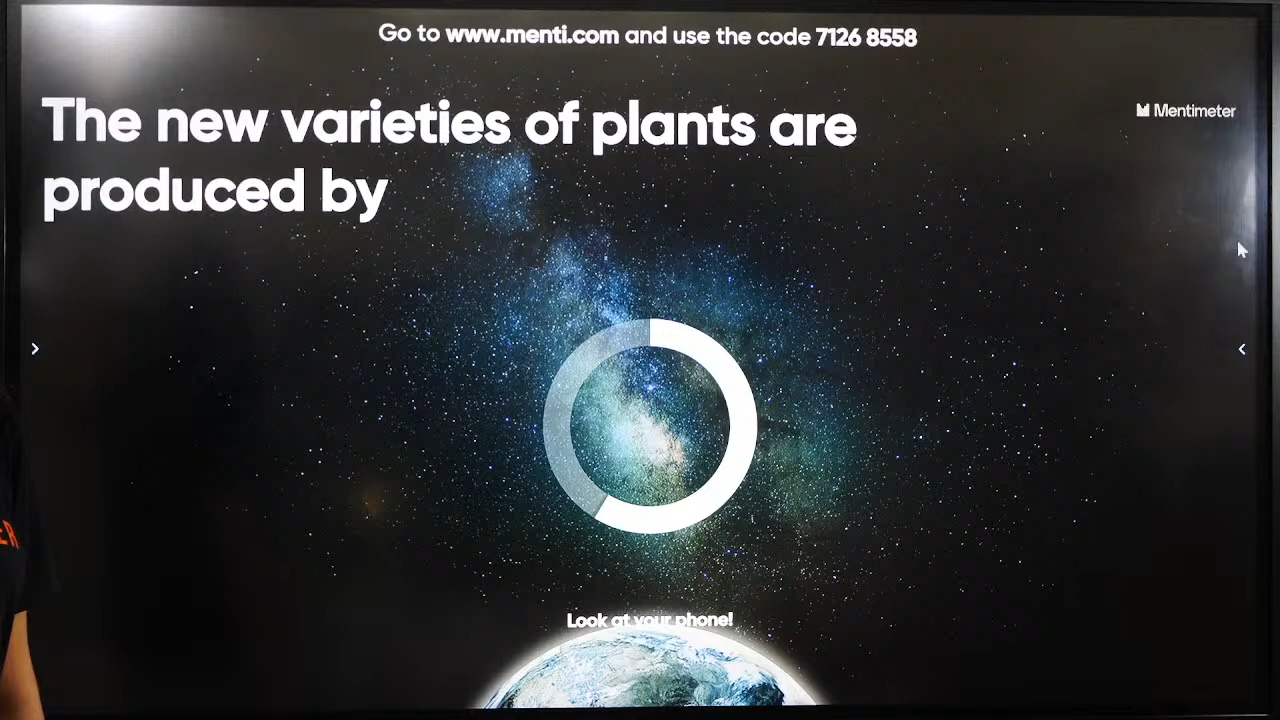 Go to www.menti.com and use the code 7126 8558
The new varieties of plants are
produced by
Mentimeter
Look at your phone!
ER